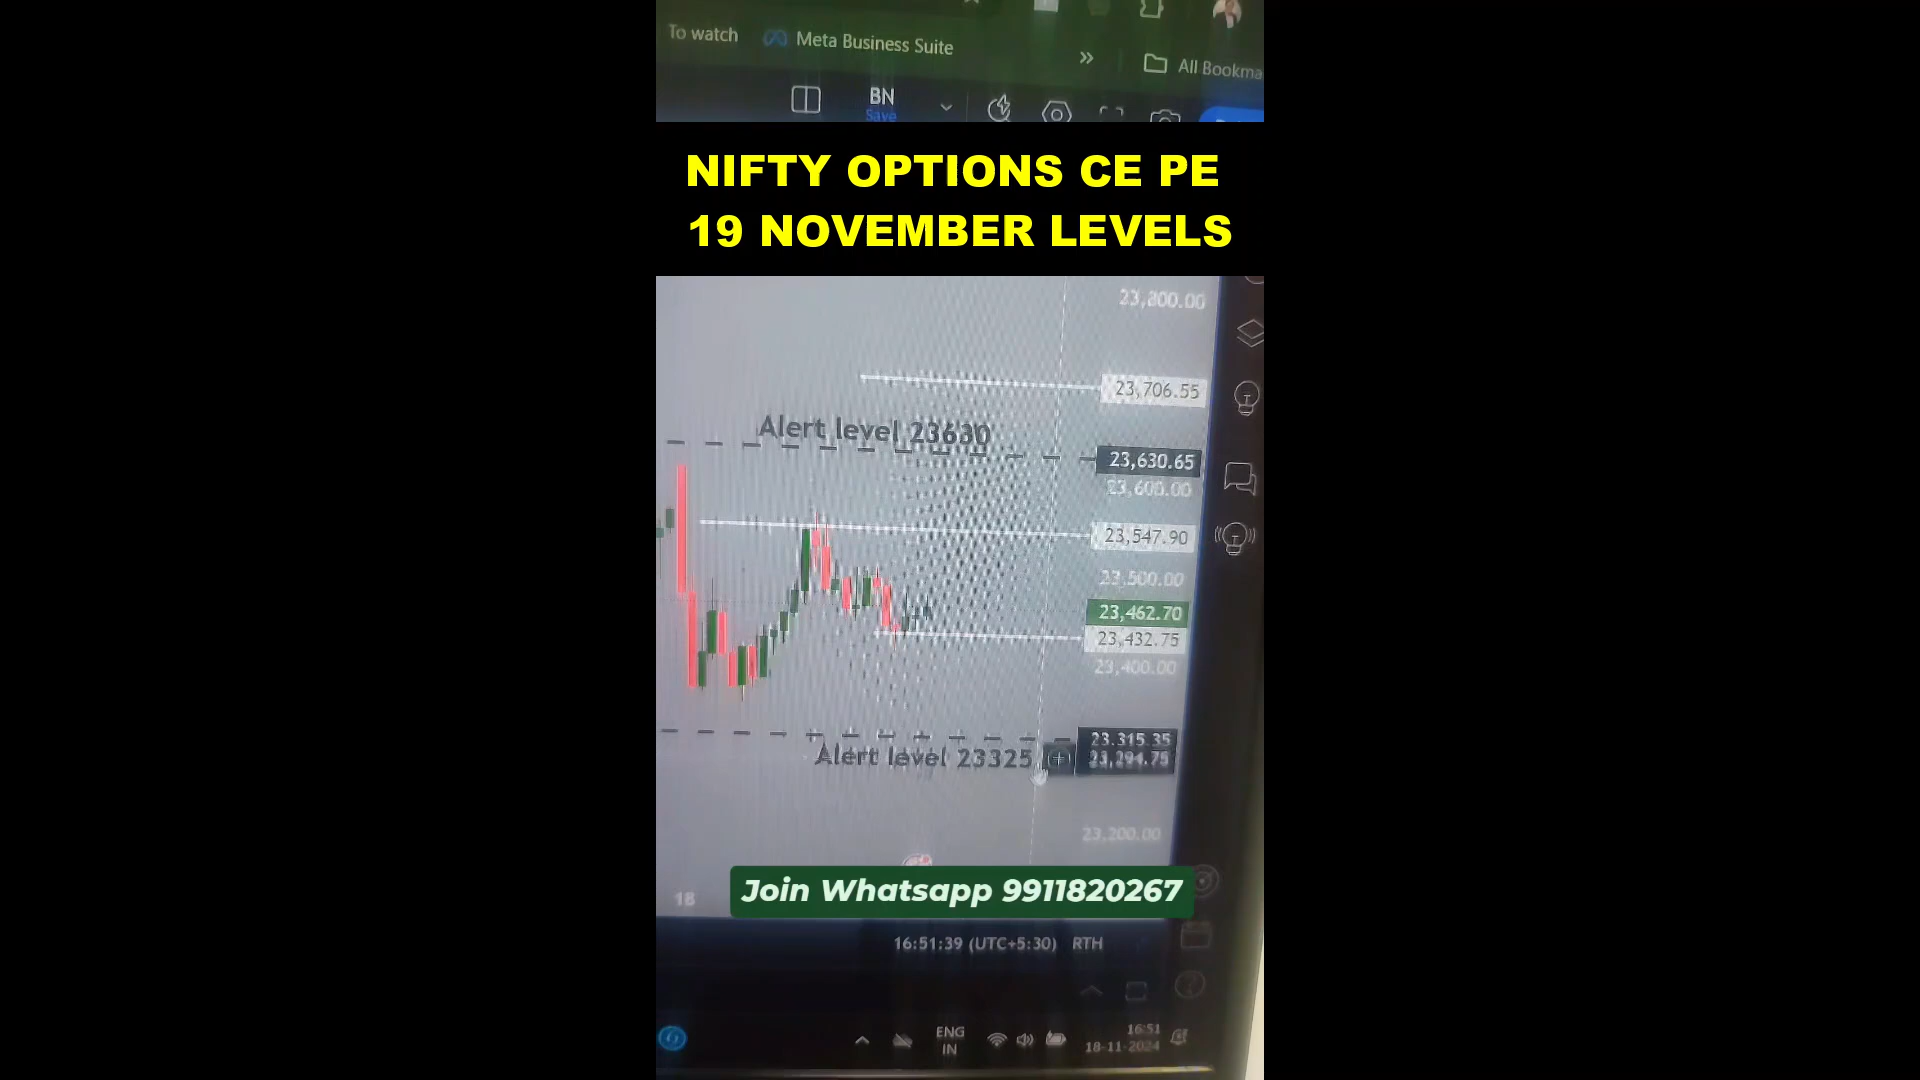 To watch
Meta Business Suite
All Bookma
BN
Save
NIFTY OPTIONS CE PE
19 NOVEMBER LEVELS
23,800.00
23,706.55
Alert level 23630
23,630.65
23,600.00
23,547.90
23,500.00
23,462.70
23,432.75
23,400.00
23,315.35
Alert level 23325
23,294.75
23,200.00
Join Whatsapp 9911820267
18
16:51:39 (UTC+5:30) RTH
ENG
IN
16:51
18-11-2024